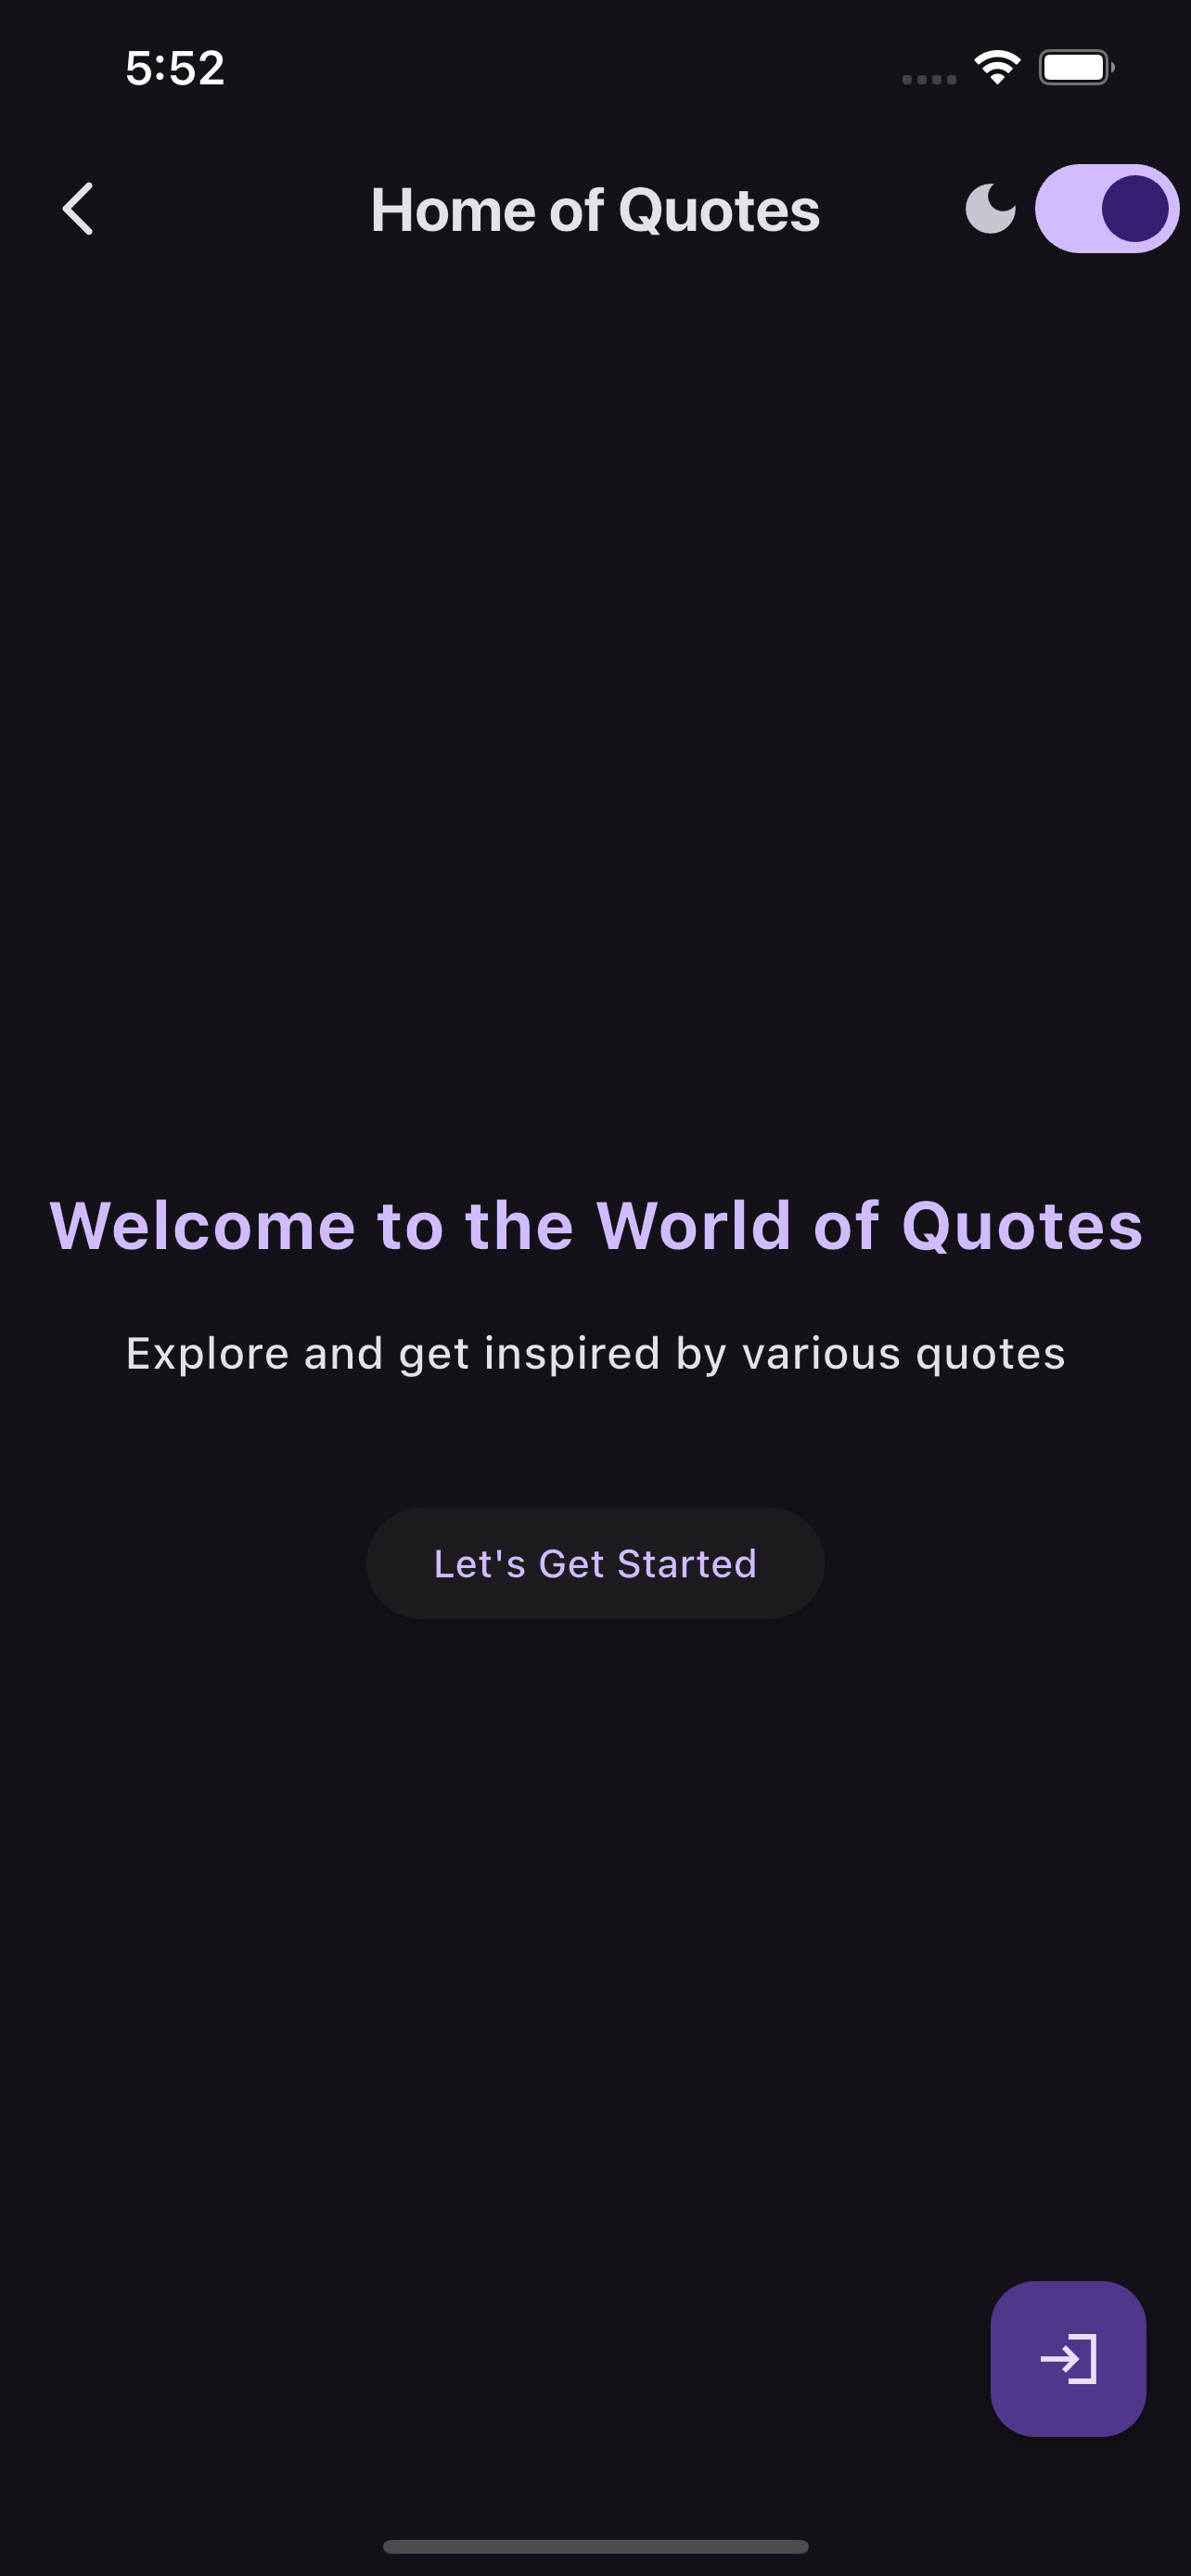 5:52
Home of Quotes
Welcome to the World of Quotes
Explore and get inspired by various quotes
Let's Get Started